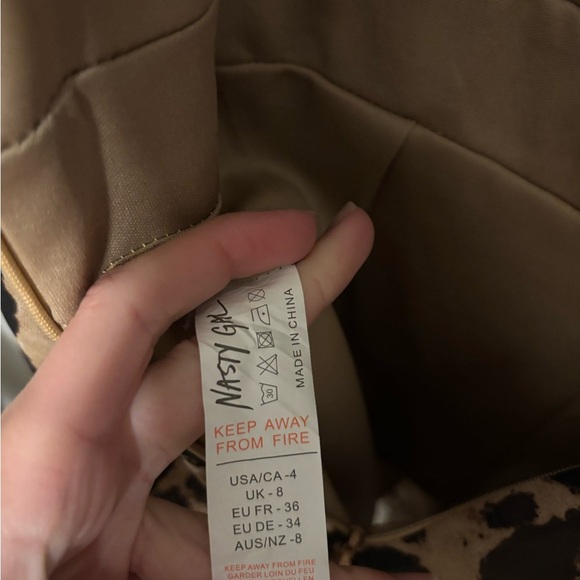 NASTY GAL
30
MADE IN CHINA
KEEP AWAY
FROM FIRE
USA/CA -4
UK - 8
EU FR - 36
EU DE - 34
AUS/NZ -8
KEEP AWAY FROM FIRE
GARDER LOIN DU FEU